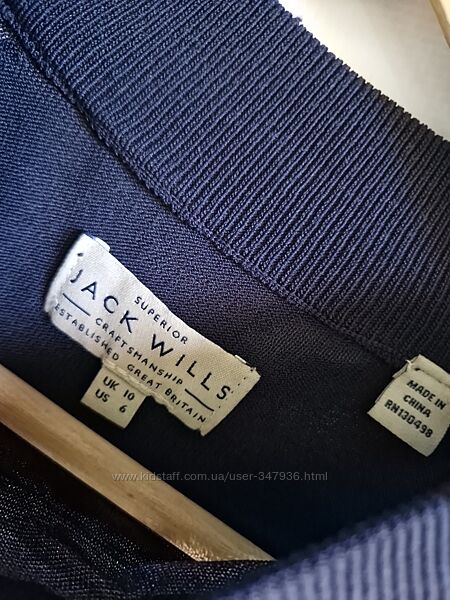 SUPERIOR
JACK WILLS
CRAFTSMANSHIP
ESTABLISHED GREAT BRITAIN
UK 10
US 6
MADE IN
CHINA
RN130498
www.kidstaff.com.ua/user-347936.html